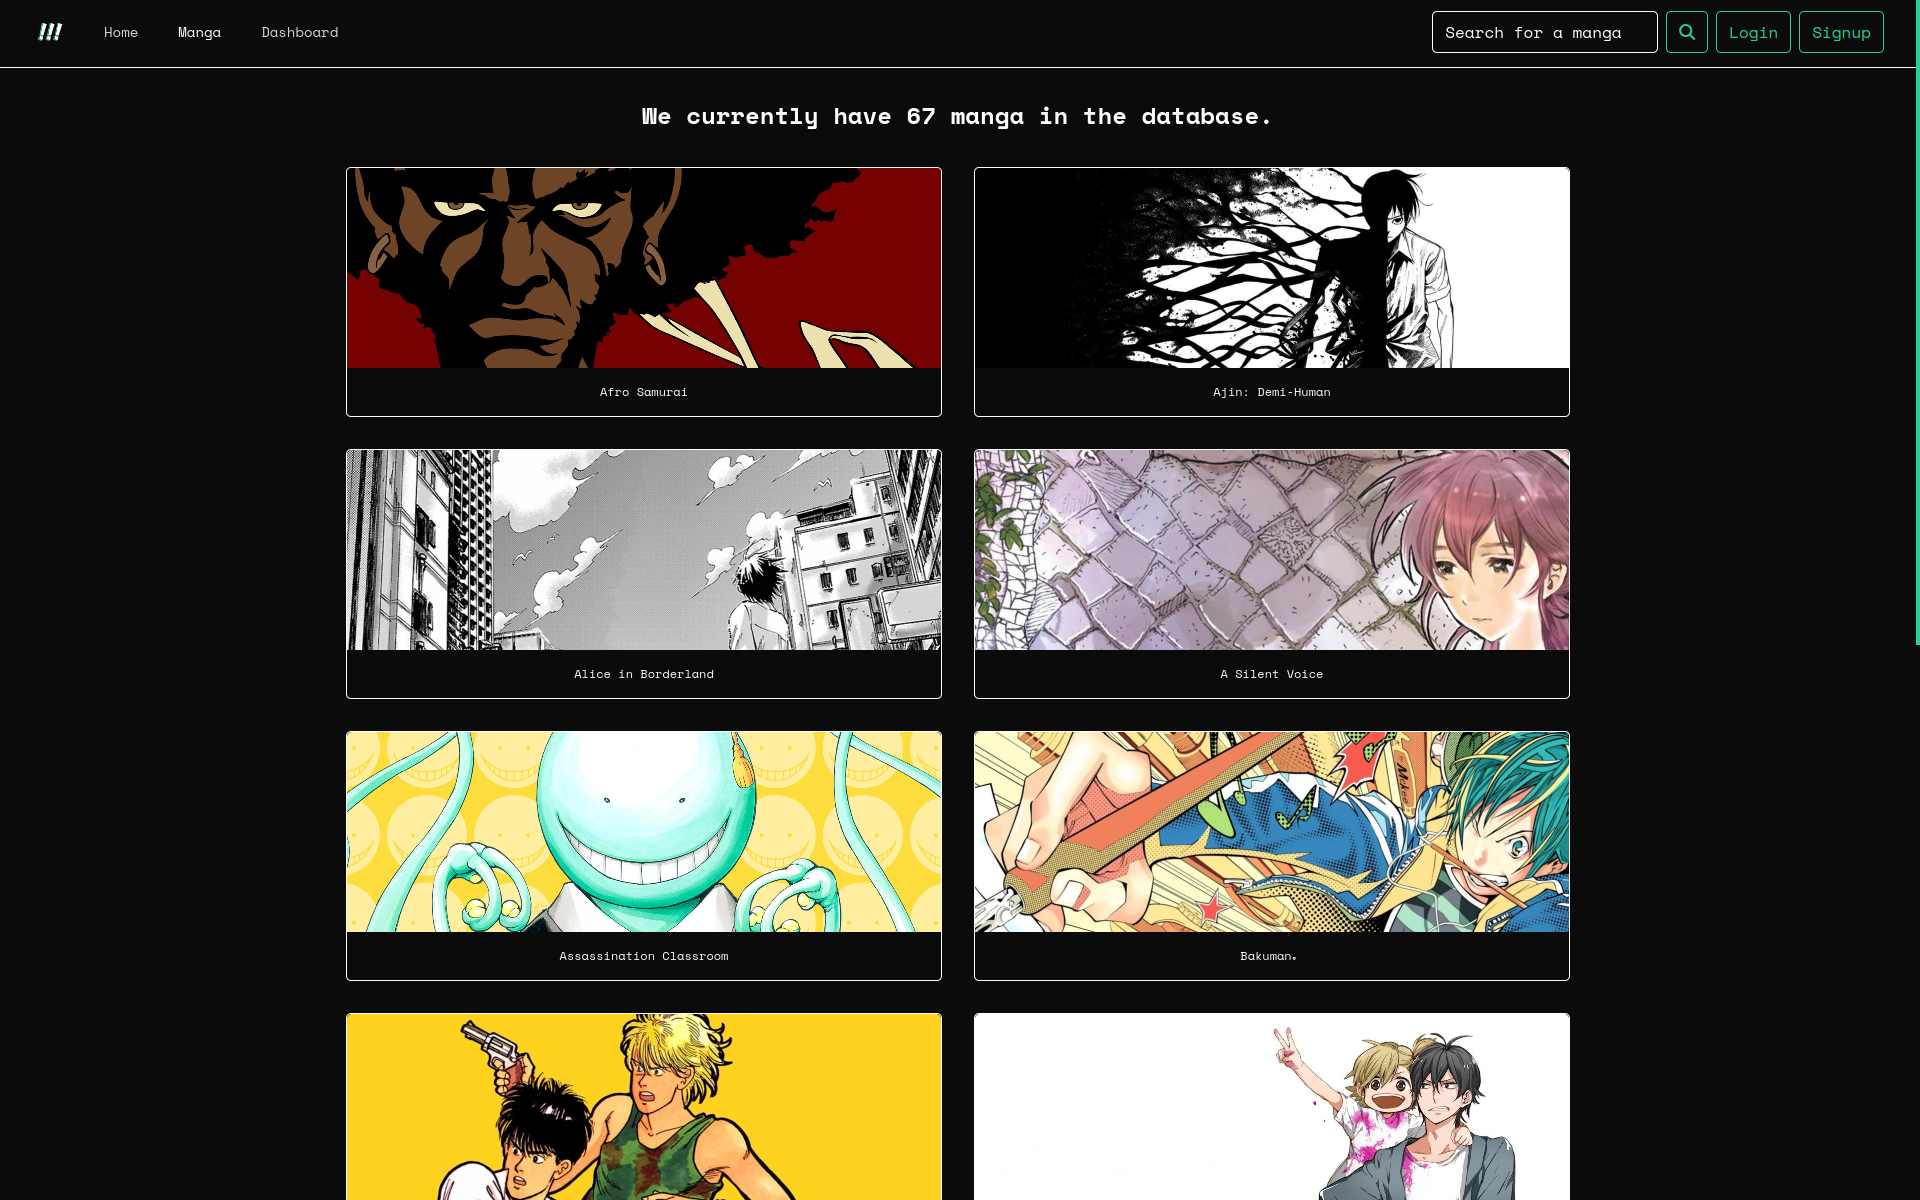 !!!
Home
Manga
Dashboard
Search for a manga
Login
Signup
We currently have 67 manga in the database.
Afro Samurai
Ajin: Demi-Human
Alice in Borderland
A Silent Voice
Assassination Classroom
Mckee
Bakuman。